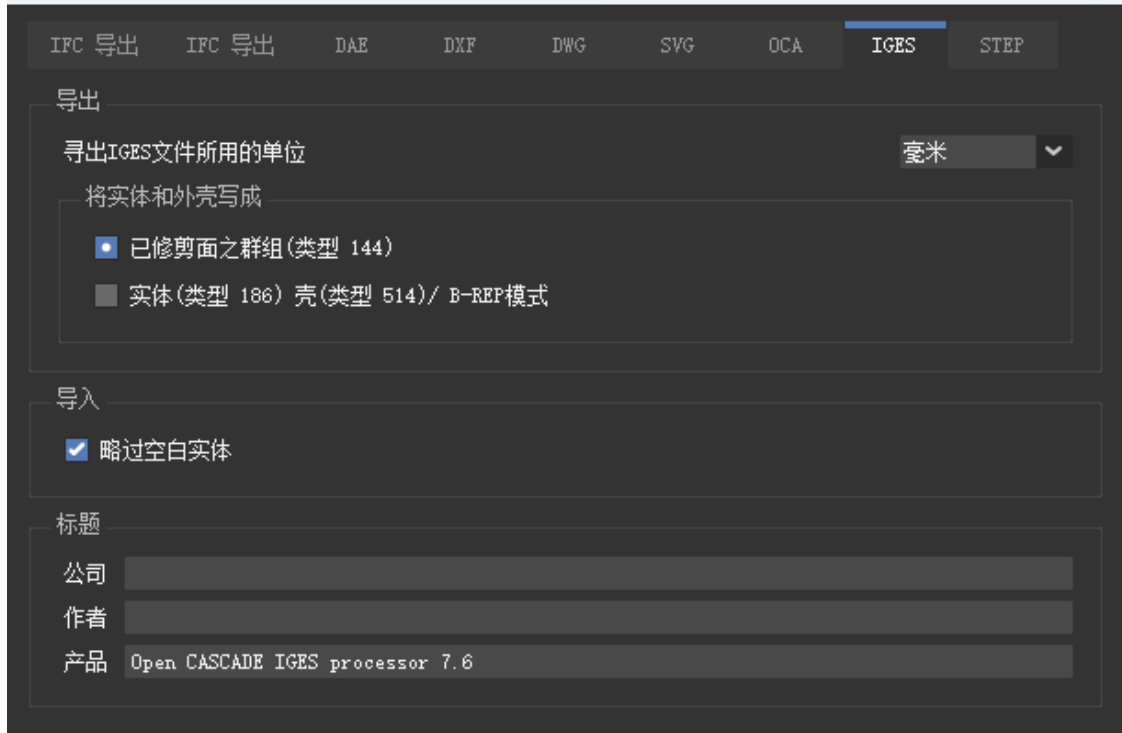 IFC 导出 IFC 导出 DAE DXF DWG SVG OCA IGES STEP
导出
寻出IGES文件所用的单位 毫米
将实体和外壳写成
已修剪面之群组(类型 144)
实体(类型 186) 壳(类型 514)/ B-REP模式
导入
略过空白实体
标题
公司
作者
产品 Open CASCADE IGES processor 7.6